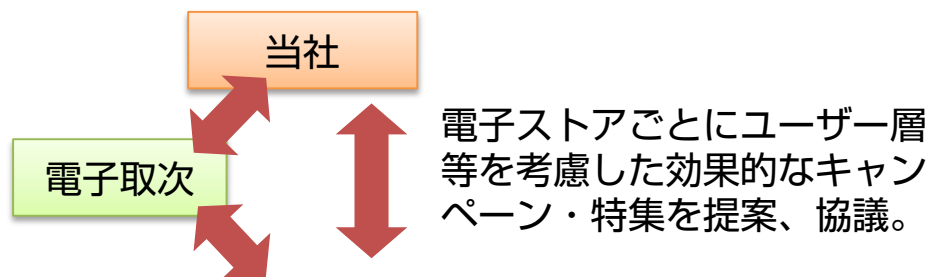 当社
電子取次
電子ストアごとにユーザー層
等を考慮した効果的なキャン
ペーン・特集を提案、協議。